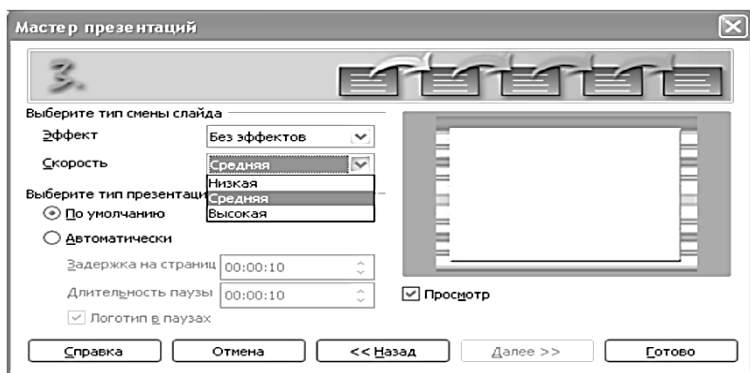 Мастер презентаций
3.
Выберите тип смены слайда
Эффект
Без эффектов
Скорость
Средняя
Низкая
Средняя
Высокая
Выберите тип презентаци
По умолчанию
Автоматически
Задержка на страниц 00:00:10
Длительность паузы 00:00:10
Логотип в паузах
Просмотр
Справка
Отмена
<< Назад
Далее >>
Готово